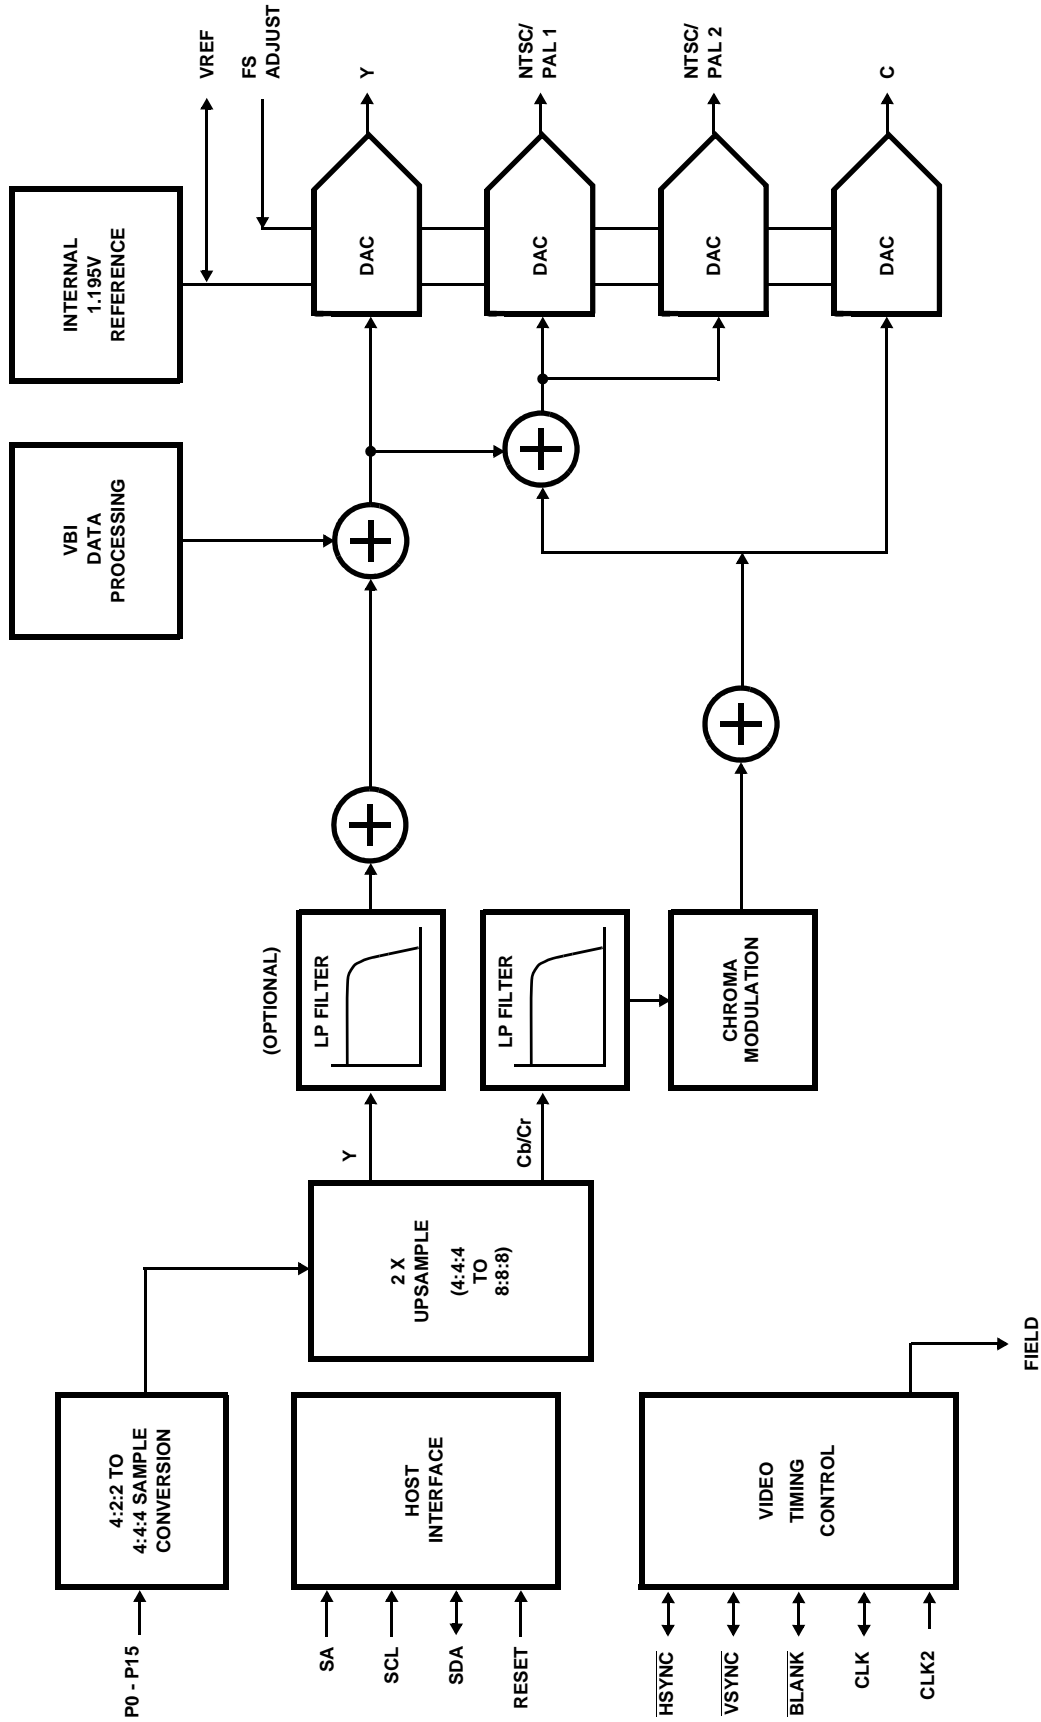 P0 - P15
4:2:2 TO
4:4:4 SAMPLE
CONVERSION
SA
SCL
SDA
RESET
HOST
INTERFACE
HSYNC
VSYNC
BLANK
CLK
CLK2
VIDEO
TIMING
CONTROL
FIELD
2 X
UPSAMPLE
(4:4:4
TO
8:8:8)
Y
Cb/Cr
(OPTIONAL)
LP FILTER
LP FILTER
CHROMA
MODULATION
VBI
DATA
PROCESSING
INTERNAL
1.195V
REFERENCE
VREF
FS
ADJUST
DAC
Y
DAC
NTSC/
PAL 1
DAC
NTSC/
PAL 2
DAC
C